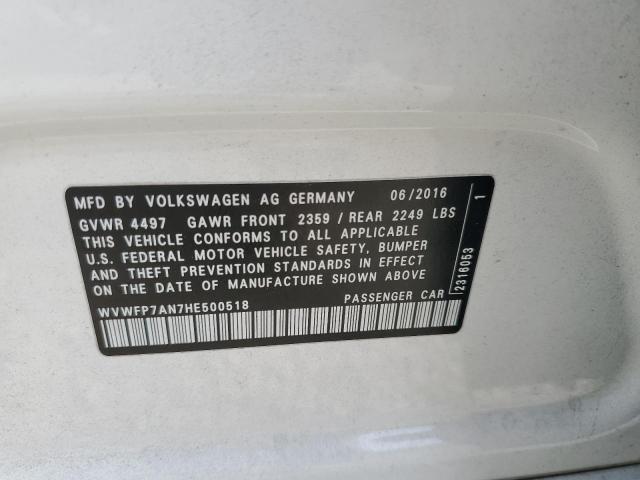 MFD BY VOLKSWAGEN AG GERMANY 06/2016
GVWR 4497 GAWR FRONT 2359 / REAR 2249 LBS
THIS VEHICLE CONFORMS TO ALL APPLICABLE
U.S. FEDERAL MOTOR VEHICLE SAFETY, BUMPER
AND THEFT PREVENTION STANDARDS IN EFFECT
ON THE DATE OF MANUFACTURE SHOWN ABOVE
WVWFP7AN7HE500518 PASSENGER CAR
2316053 1